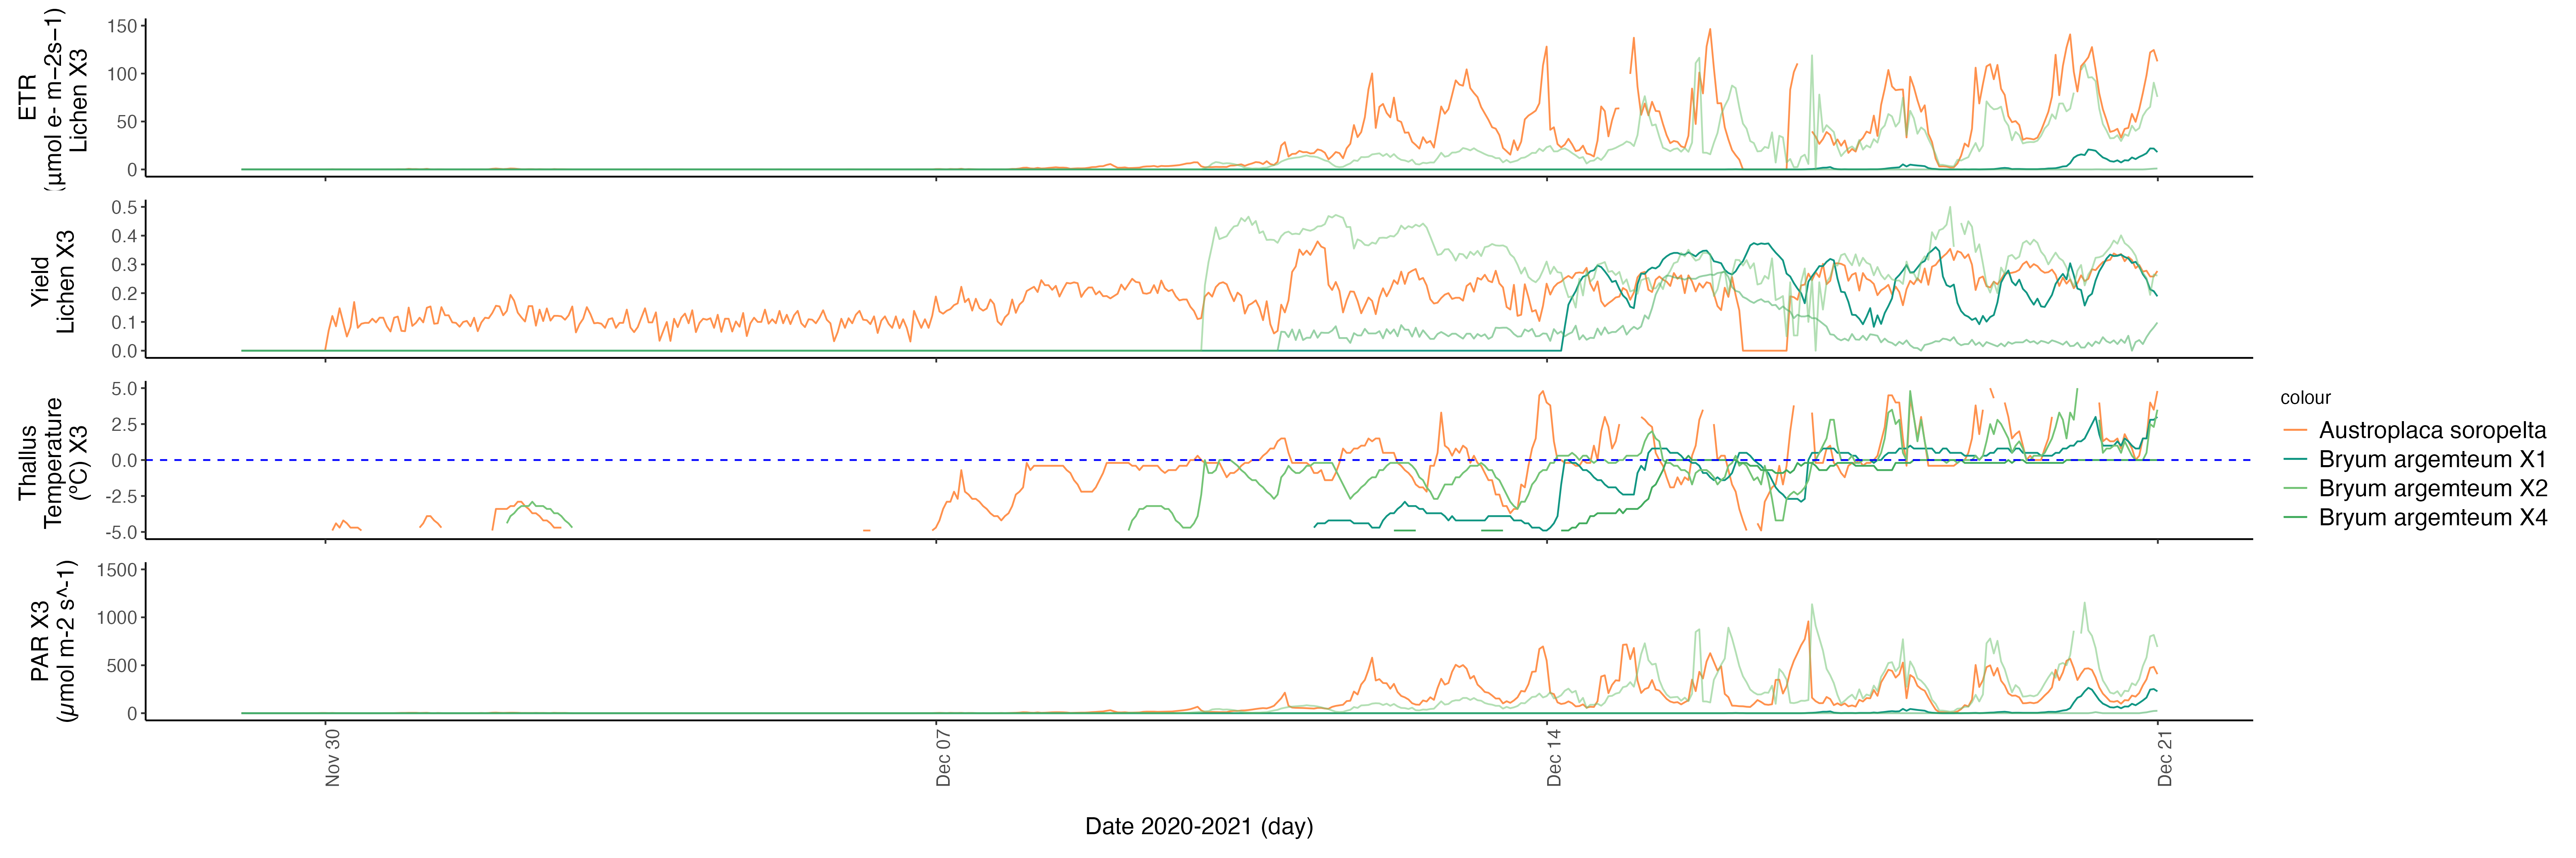 ETR
(μmol e- m−2s−1)
Lichen X3
150
100
50
0
Yield
Lichen X3
0.5
0.4
0.3
0.2
0.1
0.0
Thallus
Temperature
(ºC) X3
5.0
2.5
0.0
-2.5
-5.0
PAR X3
(μmol m-2 s^-1)
1500
1000
500
0
Nov 30
Dec 07
Dec 14
Dec 21
Date 2020-2021 (day)
colour
Austroplaca soropelta
Bryum argemteum X1
Bryum argemteum X2
Bryum argemteum X4